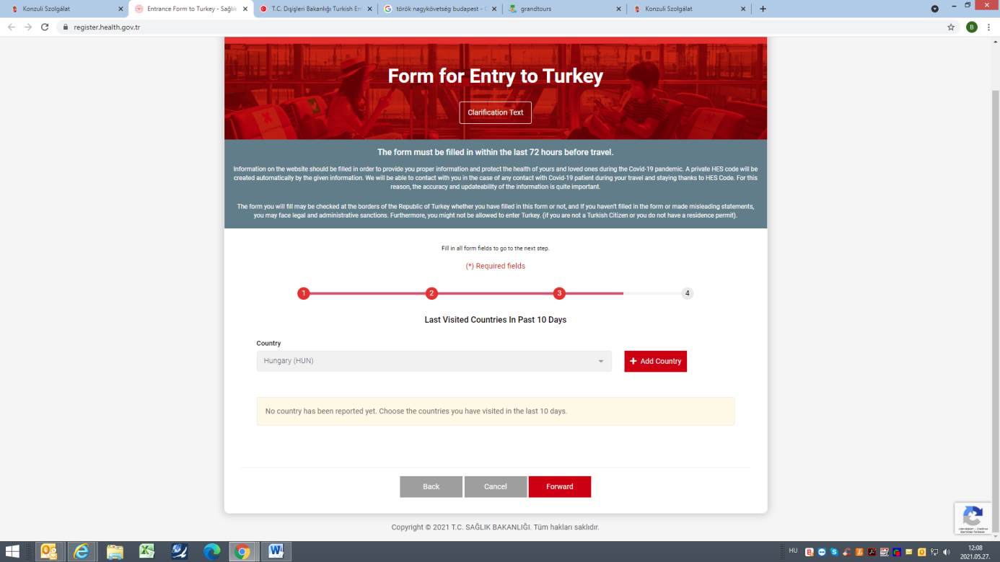 Konzuli Szolgálat
Entrance Form to Turkey - Sağlık
T.C. Dışişleri Bakanlığı Turkish Em
török nagykövetség budapest - G
grandtours
Konzuli Szolgálat
register.health.gov.tr
B
Form for Entry to Turkey
Clarification Text
The form must be filled in within the last 72 hours before travel.
Information on the website should be filled in order to provide you proper information and protect the health of yours and loved ones during the Covid-19 pandemic. A private HES code will be
created automatically by the given information. We will be able to contact with you in the case of any contact with Covid-19 patient during your travel and staying thanks to HES Code. For this
reason, the accuracy and updateability of the information is quite important.
The form you will fill may be checked at the borders of the Republic of Turkey whether you have filled in this form or not, and If you haven't filled in the form or made misleading statements,
you may face legal and administrative sanctions. Furthermore, you might not be allowed to enter Turkey. (if you are not a Turkish Citizen or you do not have a residence permit).
Fill in all form fields to go to the next step.
(*) Required fields
1 2 3 4
Last Visited Countries In Past 10 Days
Country
Hungary (HUN)
+ Add Country
No country has been reported yet. Choose the countries you have visited in the last 10 days.
Back Cancel Forward
Copyright © 2021 T.C. SAĞLIK BAKANLIĞI. Tüm hakları saklıdır.
HU
12:08
2021.05.27.